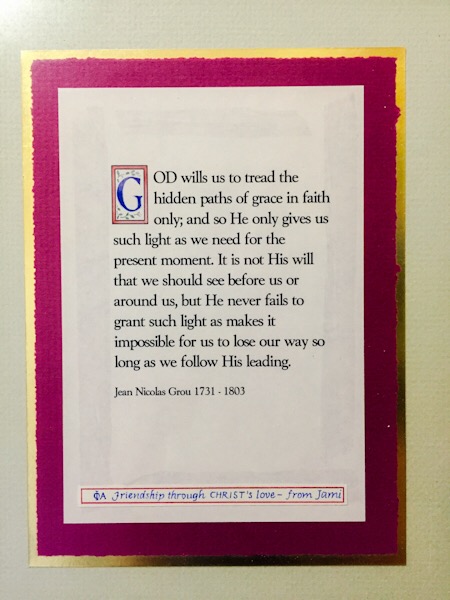 GOD wills us to tread the
hidden paths of grace in faith
only; and so He only gives us
such light as we need for the
present moment. It is not His will
that we should see before us or
around us, but He never fails to
grant such light as makes it
impossible for us to lose our way so
long as we follow His leading.
Jean Nicolas Grou 1731 - 1803
ΦΑ Friendship through CHRIST's love – from Jami